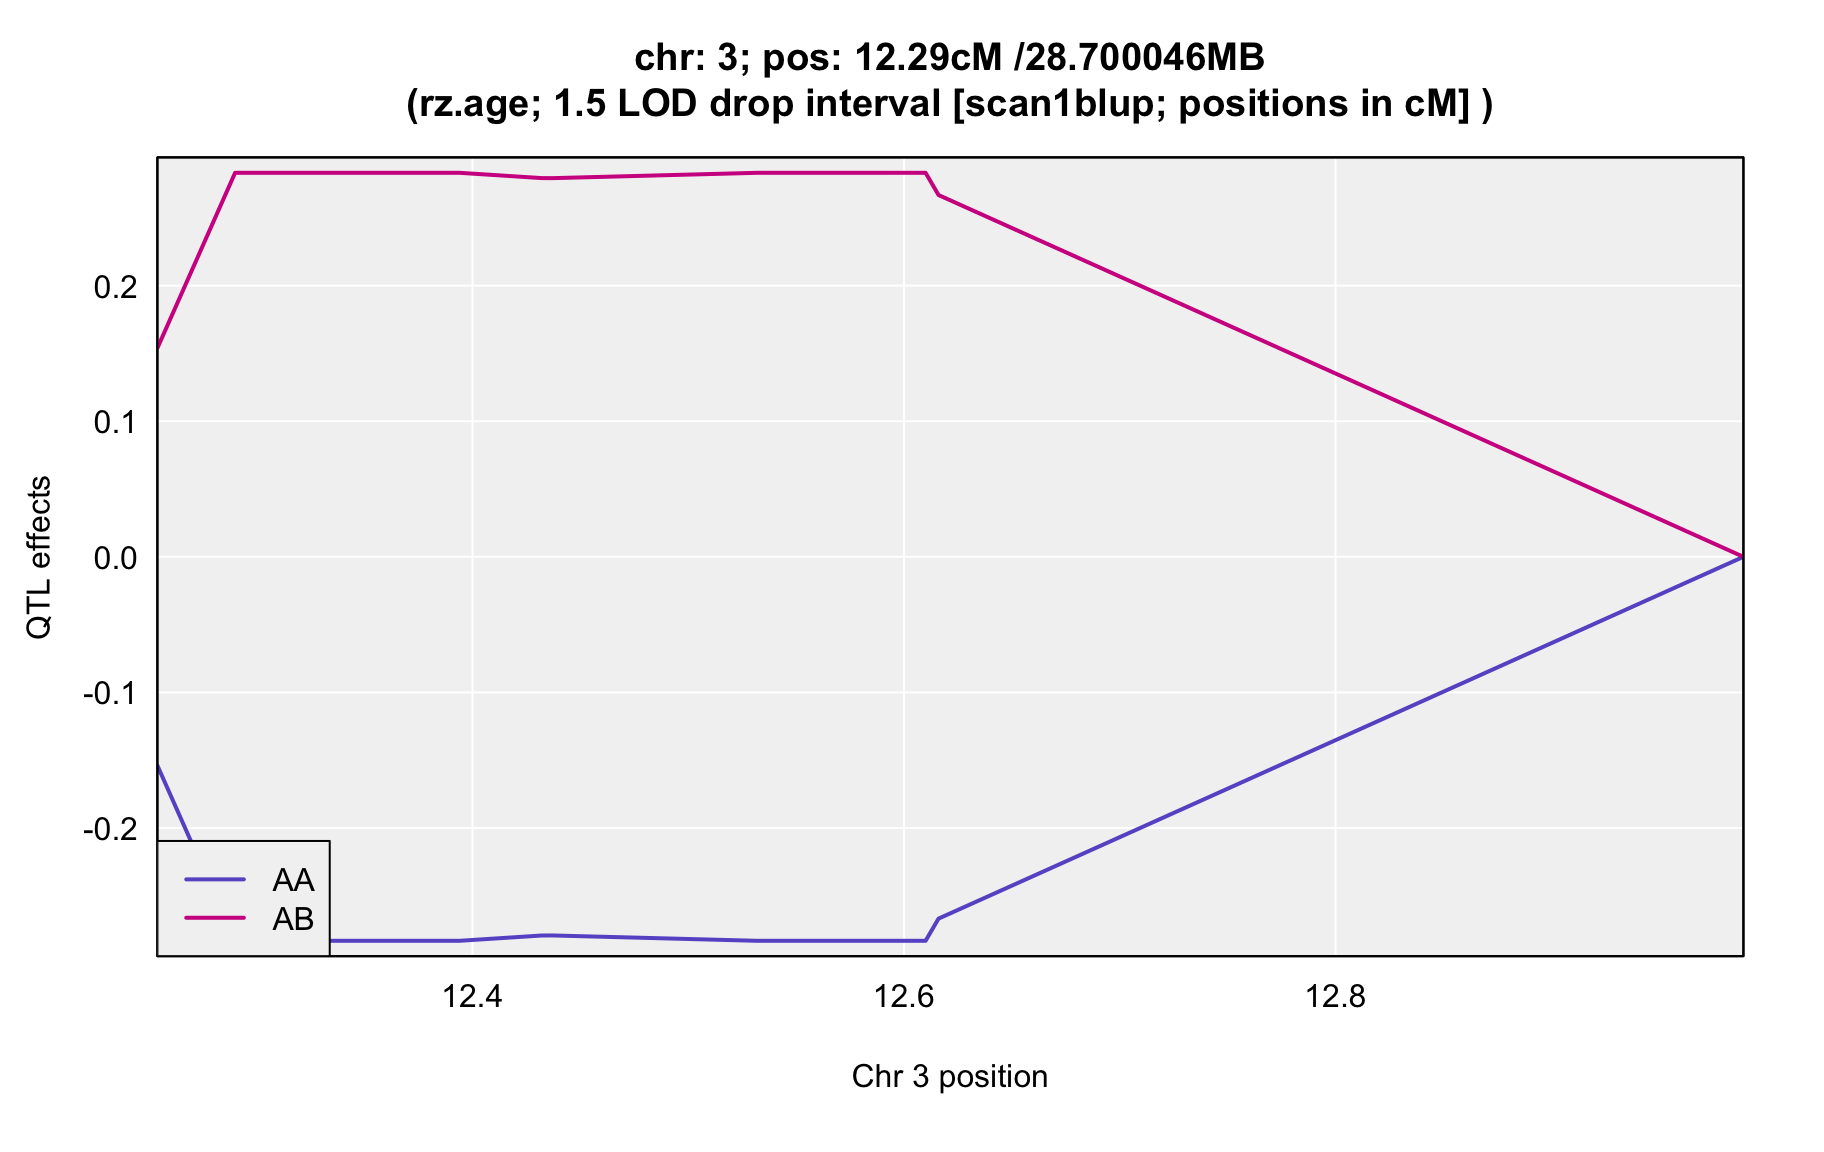 chr: 3; pos: 12.29cM /28.700046MB
(rz.age; 1.5 LOD drop interval [scan1blup; positions in cM] )
QTL effects
0.2
0.1
0.0
-0.1
-0.2
AA
AB
12.4 12.6 12.8
Chr 3 position